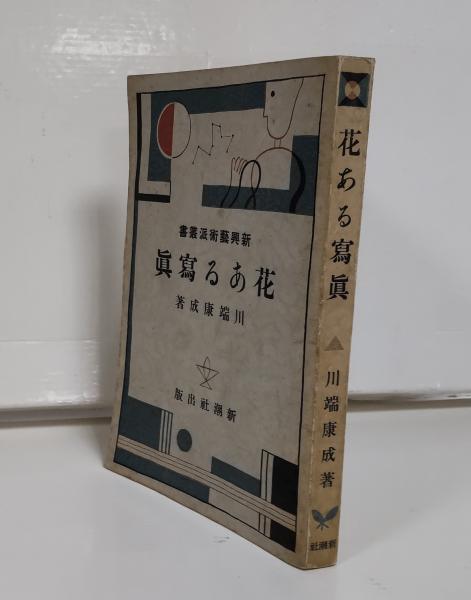 新興藝術派叢書
花ある寫眞
川端康成著
新潮社出版
花ある寫眞
川端康成著
新潮社